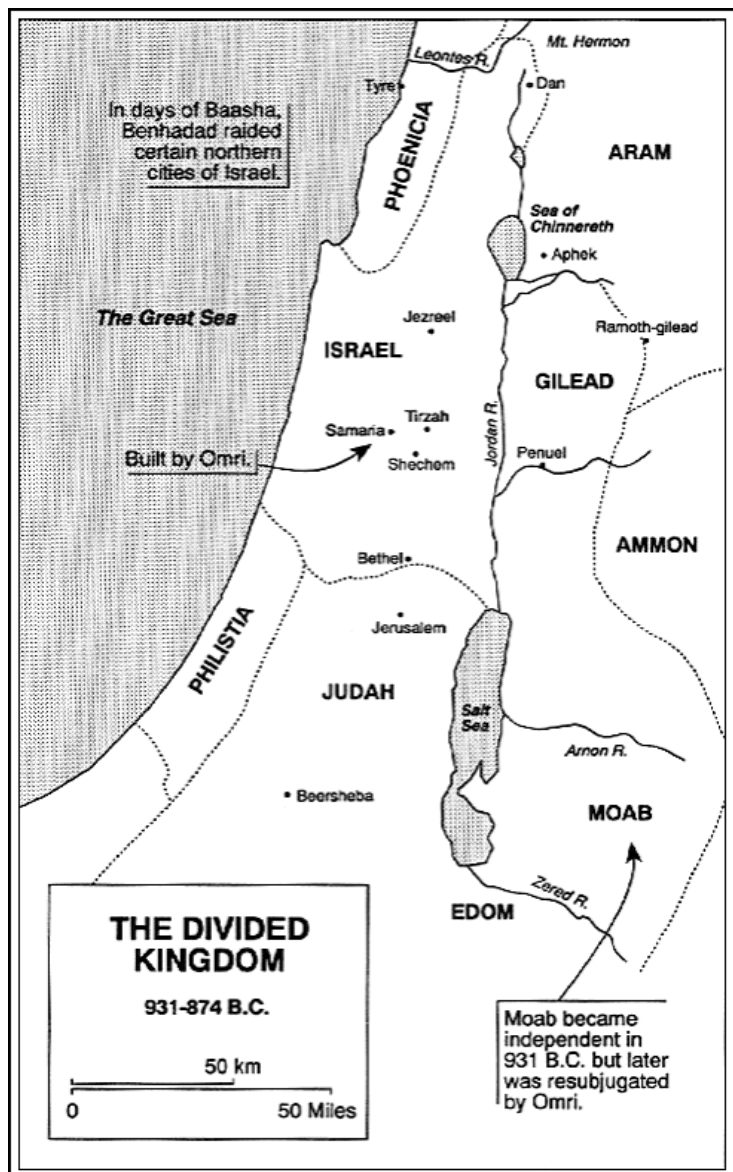 Leontes R.
Mt. Hermon
Tyre
Dan
In days of Baasha,
Benhadad raided
certain northern
cities of Israel.
PHOENICIA
ARAM
Sea of
Chinnereth
Aphek
The Great Sea
Jezreel
ISRAEL
Ramoth-gilead
GILEAD
Jordan R.
Samaria
Tirzah
Built by Omri.
Shechem
Penuel
AMMON
Bethel
Jerusalem
PHILISTIA
JUDAH
Salt
Sea
Arnon R.
Beersheba
MOAB
Zered R.
EDOM
THE DIVIDED
KINGDOM
931-874 B.C.
50 km
0
50 Miles
Moab became
independent in
931 B.C. but later
was resubjugated
by Omri.